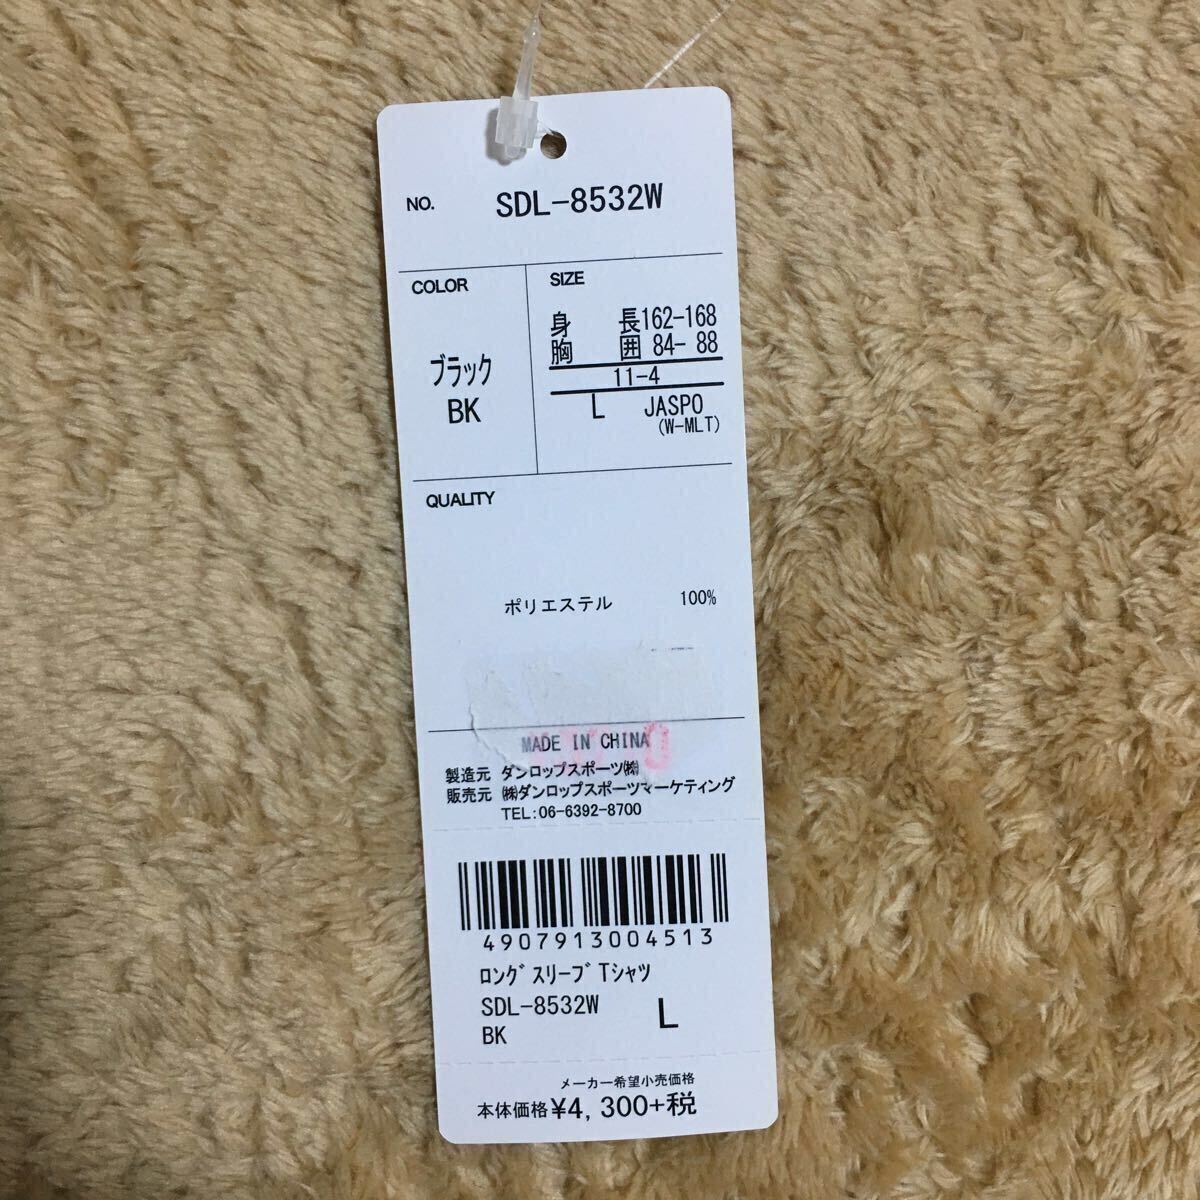 NO. SDL-8532W
COLOR
ブラック
BK
SIZE
身 長162-168
胸 囲 84- 88
11-4
L JASPO
(W-MLT)
QUALITY
ポリエステル 100%
MADE IN CHINA
製造元 ダンロップスポーツ㈱
販売元 ㈱ダンロップスポーツマーケティング
TEL:06-6392-8700
4907913004513
ﾛﾝｸﾞｽﾘｰﾌﾞTｼｬﾂ
SDL-8532W
BK L
メーカー希望小売価格
本体価格¥4,300+税